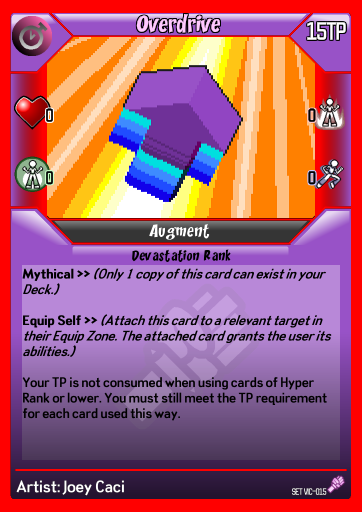 Overdrive
15TP
0
0
0
0
Augment
Devastation Rank
Mythical >> (Only 1 copy of this card can exist in your
Deck.)
Equip Self >> (Attach this card to a relevant target in
their Equip Zone. The attached card grants the user its
abilities.)
Your TP is not consumed when using cards of Hyper
Rank or lower. You must still meet the TP requirement
for each card used this way.
Artist: Joey Caci
SET VIC-015